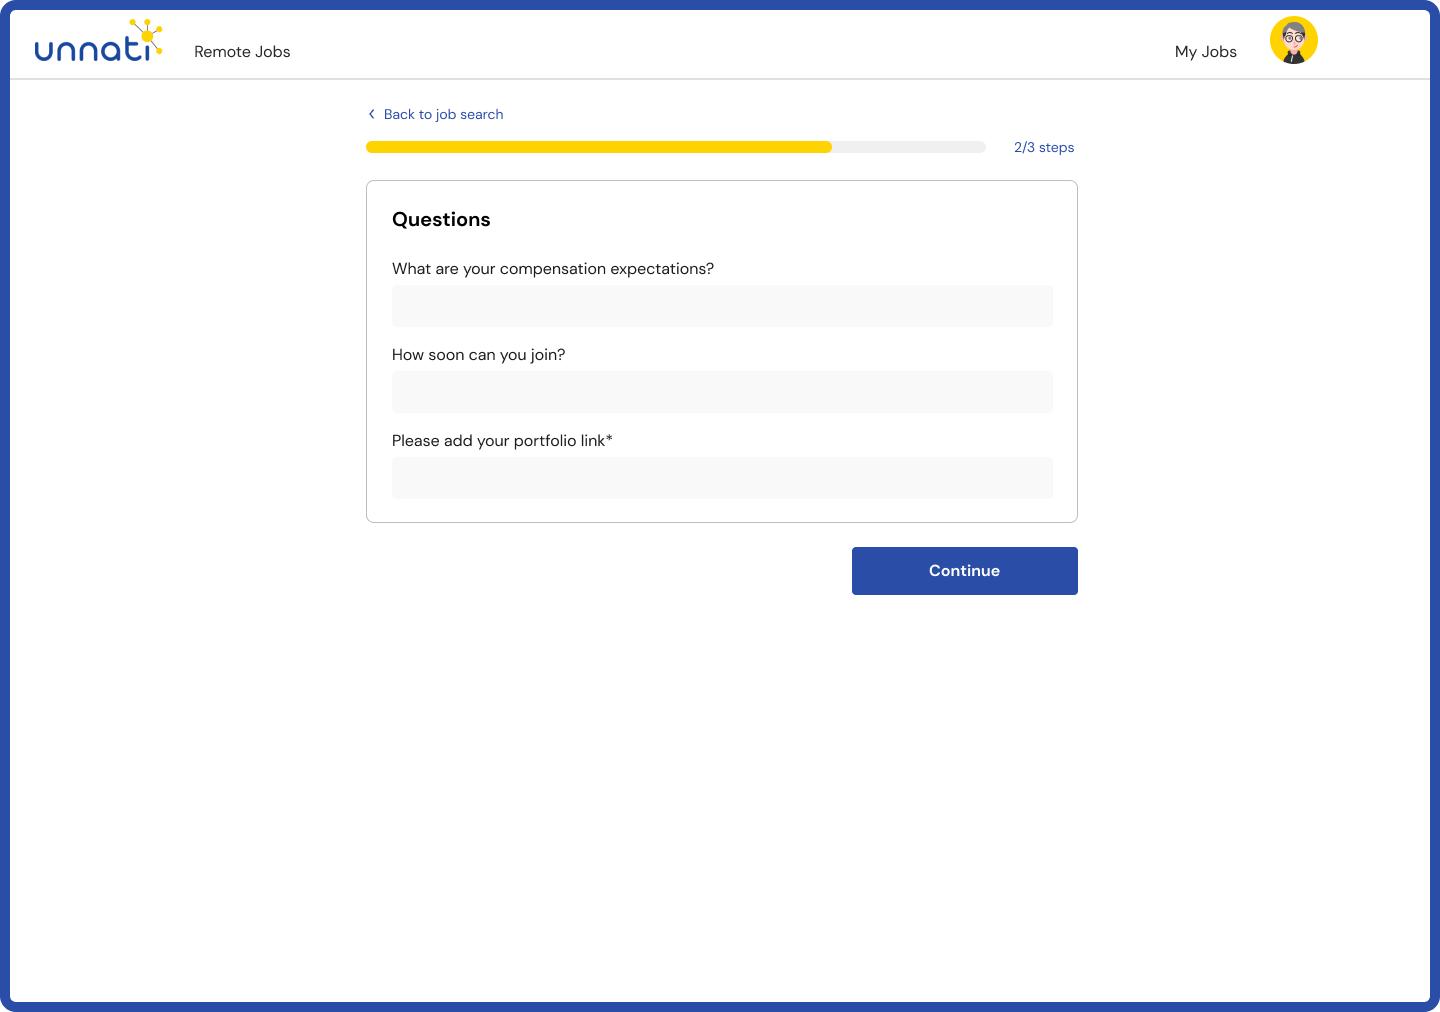 unnati
Remote Jobs
My Jobs
Back to job search
2/3 steps
Questions
What are your compensation expectations?
How soon can you join?
Please add your portfolio link*
Continue